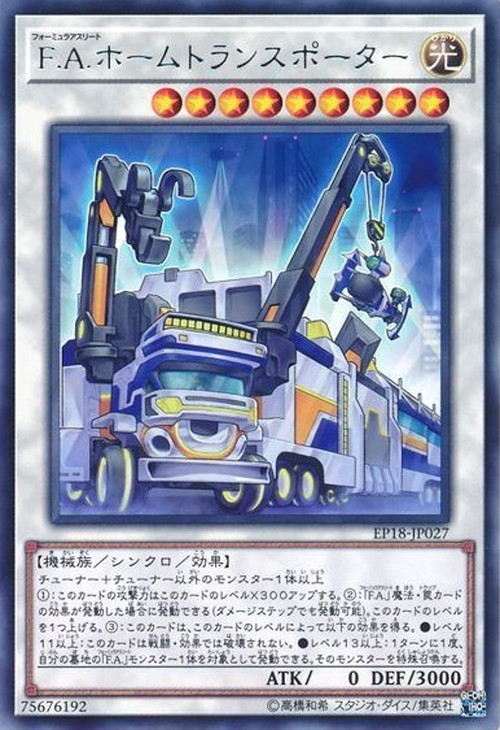 フォーミュラアスリート
F.A.ホームトランスポーター
ひかり
光
EP18-JP027
【機械族／シンクロ／効果】
チューナー＋チューナー以外のモンスター1体以上
①：このカードの攻撃力はこのカードのレベル×300アップする。②：「F.A.」魔法・罠カード
の効果が発動した場合に発動できる（ダメージステップでも発動可能）。このカードのレベル
を1つ上げる。③：このカードは、このカードのレベルによって以下の効果を得る。●レベル
11以上：このカードは戦闘・効果では破壊されない。●レベル13以上：1ターンに1度、
自分の墓地の「F.A.」モンスター1体を対象として発動できる。そのモンスターを特殊召喚する。
ATK/ 0 DEF/3000
75676192
©高橋和希 スタジオ・ダイス/集英社